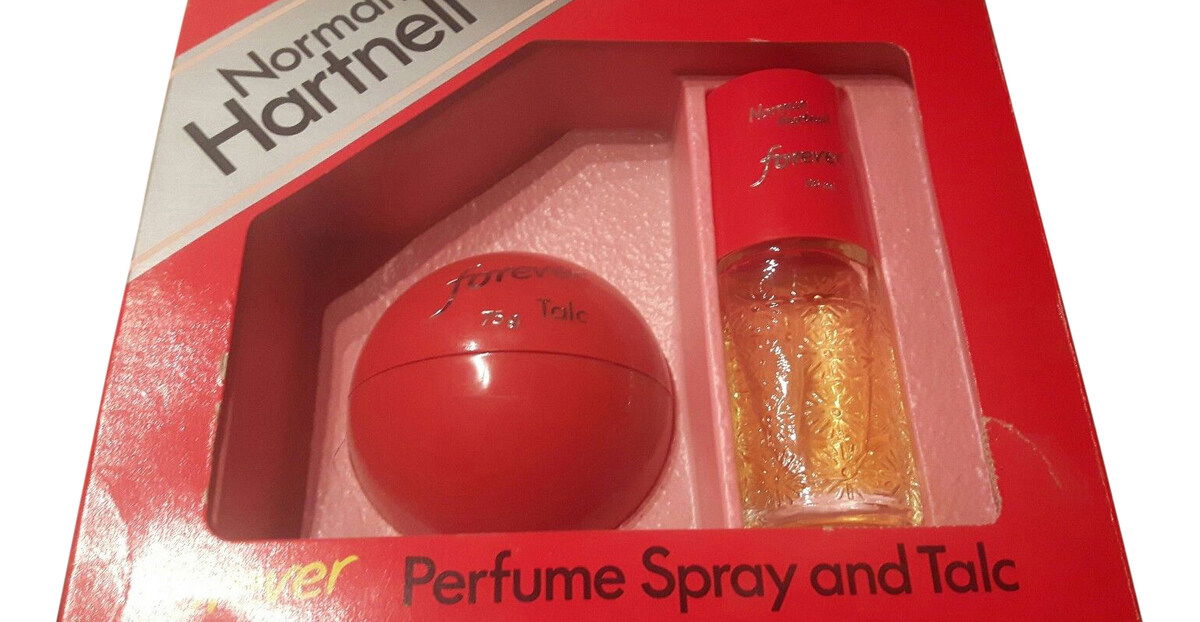 Norman
Hartnell
Norman
Hartnell
forever
forever
75g Talc
Perfume Spray and Talc